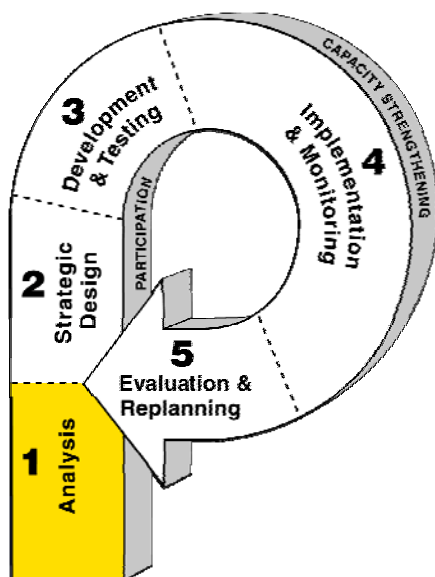 1
Analysis
2
Strategic
Design
3
Development
& Testing
4
Implementation
& Monitoring
5
Evaluation &
Replanning
PARTICIPATION
CAPACITY STRENGTHENING